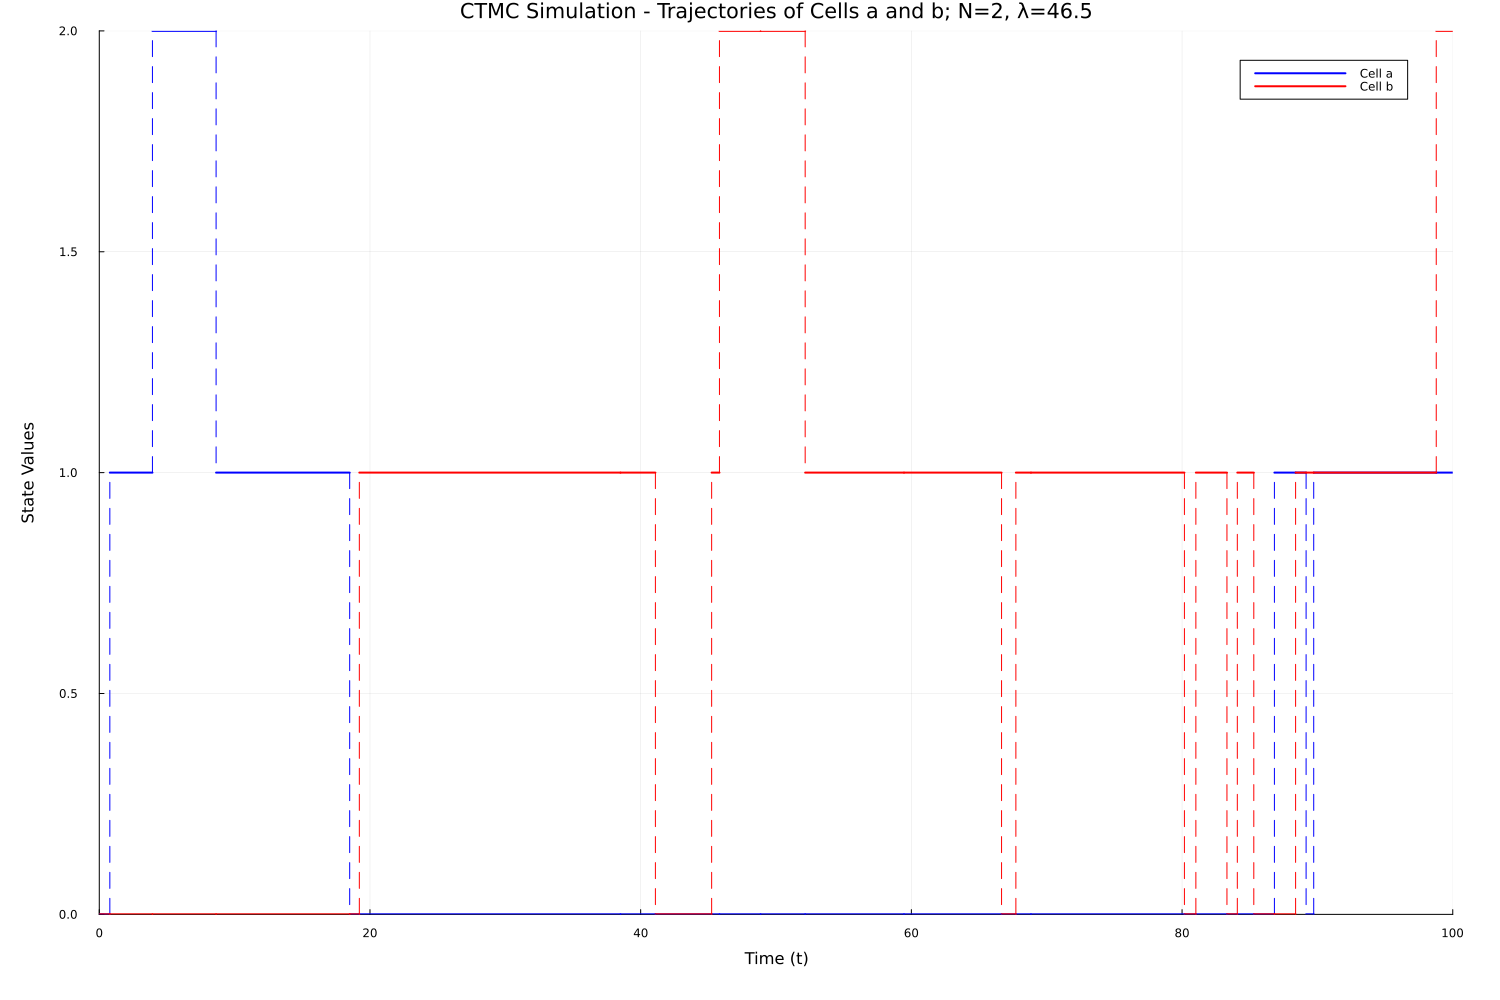 CTMC Simulation - Trajectories of Cells a and b; N=2, λ=46.5
2.0
Cell a
Cell b
1.5
State Values
1.0
0.5
0.0
0 20 40 60 80 100
Time (t)